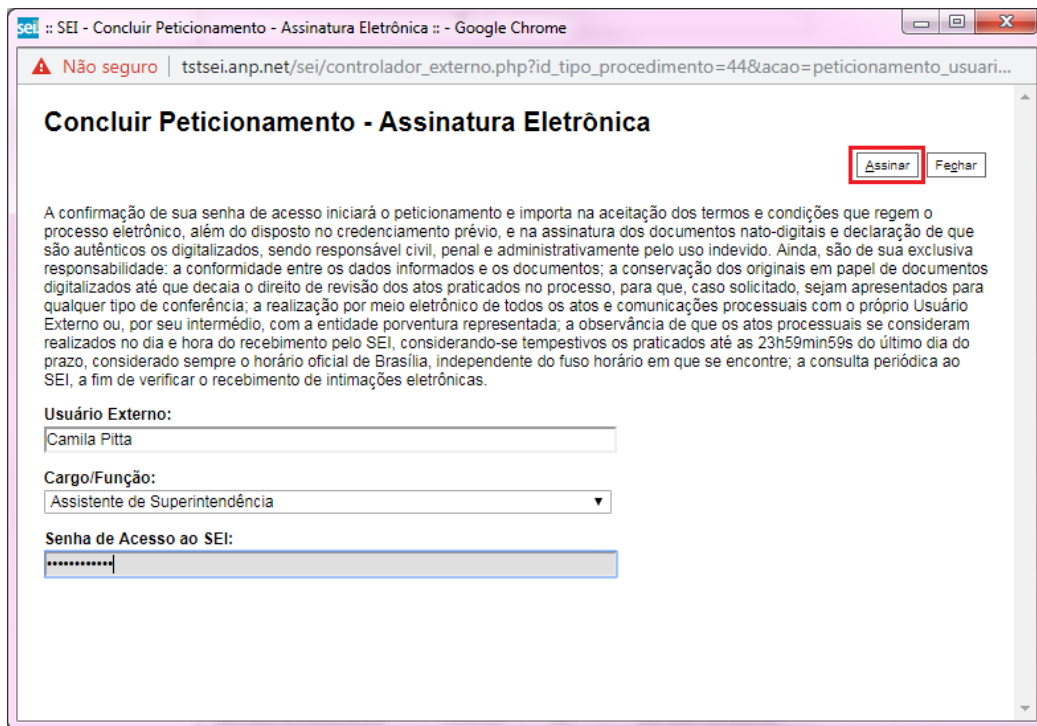 sei :: SEI - Concluir Peticionamento - Assinatura Eletrônica :: - Google Chrome
Não seguro | tstsei.anp.net/sei/controlador_externo.php?id_tipo_procedimento=44&acao=peticionamento_usuari...
Concluir Peticionamento - Assinatura Eletrônica
Assinar Fechar
A confirmação de sua senha de acesso iniciará o peticionamento e importa na aceitação dos termos e condições que regem o
processo eletrônico, além do disposto no credenciamento prévio, e na assinatura dos documentos nato-digitais e declaração de que
são autênticos os digitalizados, sendo responsável civil, penal e administrativamente pelo uso indevido. Ainda, são de sua exclusiva
responsabilidade: a conformidade entre os dados informados e os documentos; a conservação dos originais em papel de documentos
digitalizados até que decaia o direito de revisão dos atos praticados no processo, para que, caso solicitado, sejam apresentados para
qualquer tipo de conferência; a realização por meio eletrônico de todos os atos e comunicações processuais com o próprio Usuário
Externo ou, por seu intermédio, com a entidade porventura representada; a observância de que os atos processuais se consideram
realizados no dia e hora do recebimento pelo SEI, considerando-se tempestivos os praticados até as 23h59min59s do último dia do
prazo, considerado sempre o horário oficial de Brasília, independente do fuso horário em que se encontre; a consulta periódica ao
SEI, a fim de verificar o recebimento de intimações eletrônicas.
Usuário Externo:
Camila Pitta
Cargo/Função:
Assistente de Superintendência
Senha de Acesso ao SEI:
••••••••••••